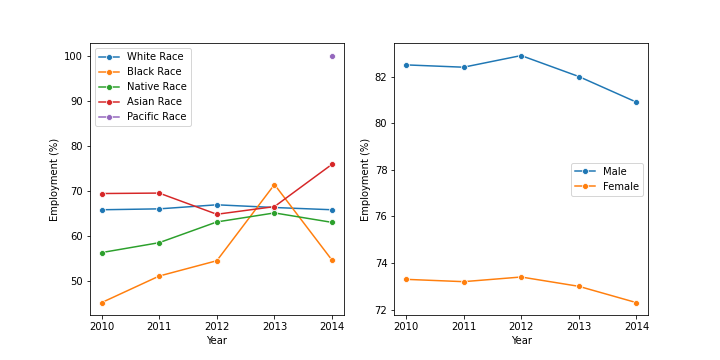 100
90
80
70
60
50
Employment (%)
2010 2011 2012 2013 2014
Year
White Race
Black Race
Native Race
Asian Race
Pacific Race
82
80
78
76
74
72
Employment (%)
2010 2011 2012 2013 2014
Year
Male
Female